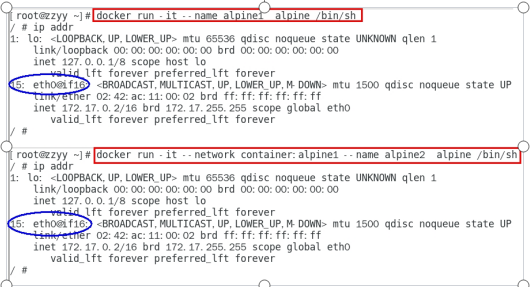 [root@zzyy ~]# docker run -it --name alpine1  alpine /bin/sh
/ # ip addr
1: lo: <LOOPBACK,UP,LOWER_UP> mtu 65536 qdisc noqueue state UNKNOWN qlen 1
    link/loopback 00:00:00:00:00:00 brd 00:00:00:00:00:00
    inet 127.0.0.1/8 scope host lo
       valid_lft forever preferred_lft forever
15: eth0@if16: <BROADCAST,MULTICAST,UP,LOWER_UP,M-DOWN> mtu 1500 qdisc noqueue state UP
    link/ether 02:42:ac:11:00:02 brd ff:ff:ff:ff:ff:ff
    inet 172.17.0.2/16 brd 172.17.255.255 scope global eth0
       valid_lft forever preferred_lft forever
/ #
[root@zzyy ~]# docker run -it --network container:alpine1 --name alpine2  alpine /bin/sh
/ # ip addr
1: lo: <LOOPBACK,UP,LOWER_UP> mtu 65536 qdisc noqueue state UNKNOWN qlen 1
    link/loopback 00:00:00:00:00:00 brd 00:00:00:00:00:00
    inet 127.0.0.1/8 scope host lo
       valid_lft forever preferred_lft forever
15: eth0@if16: <BROADCAST,MULTICAST,UP,LOWER_UP,M-DOWN> mtu 1500 qdisc noqueue state UP
    link/ether 02:42:ac:11:00:02 brd ff:ff:ff:ff:ff:ff
    inet 172.17.0.2/16 brd 172.17.255.255 scope global eth0
       valid_lft forever preferred_lft forever
/ #